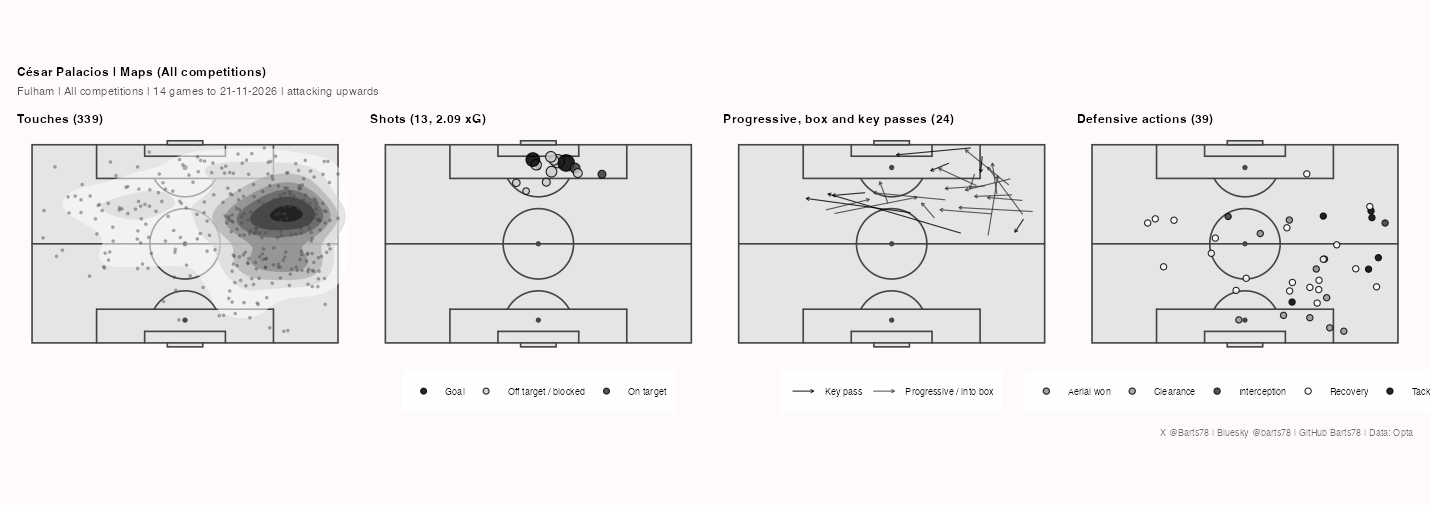 César Palacios | Maps (All competitions)
Fulham | All competitions | 14 games to 21-11-2026 | attacking upwards
Touches (339)
Shots (13, 2.09 xG)
Progressive, box and key passes (24)
Defensive actions (39)
Goal
Off target / blocked
On target
Key pass
Progressive / into box
Aerial won
Clearance
Interception
Recovery
Tack
X @Barts78 | Bluesky @barts78 | GitHub Barts78 | Data: Opta